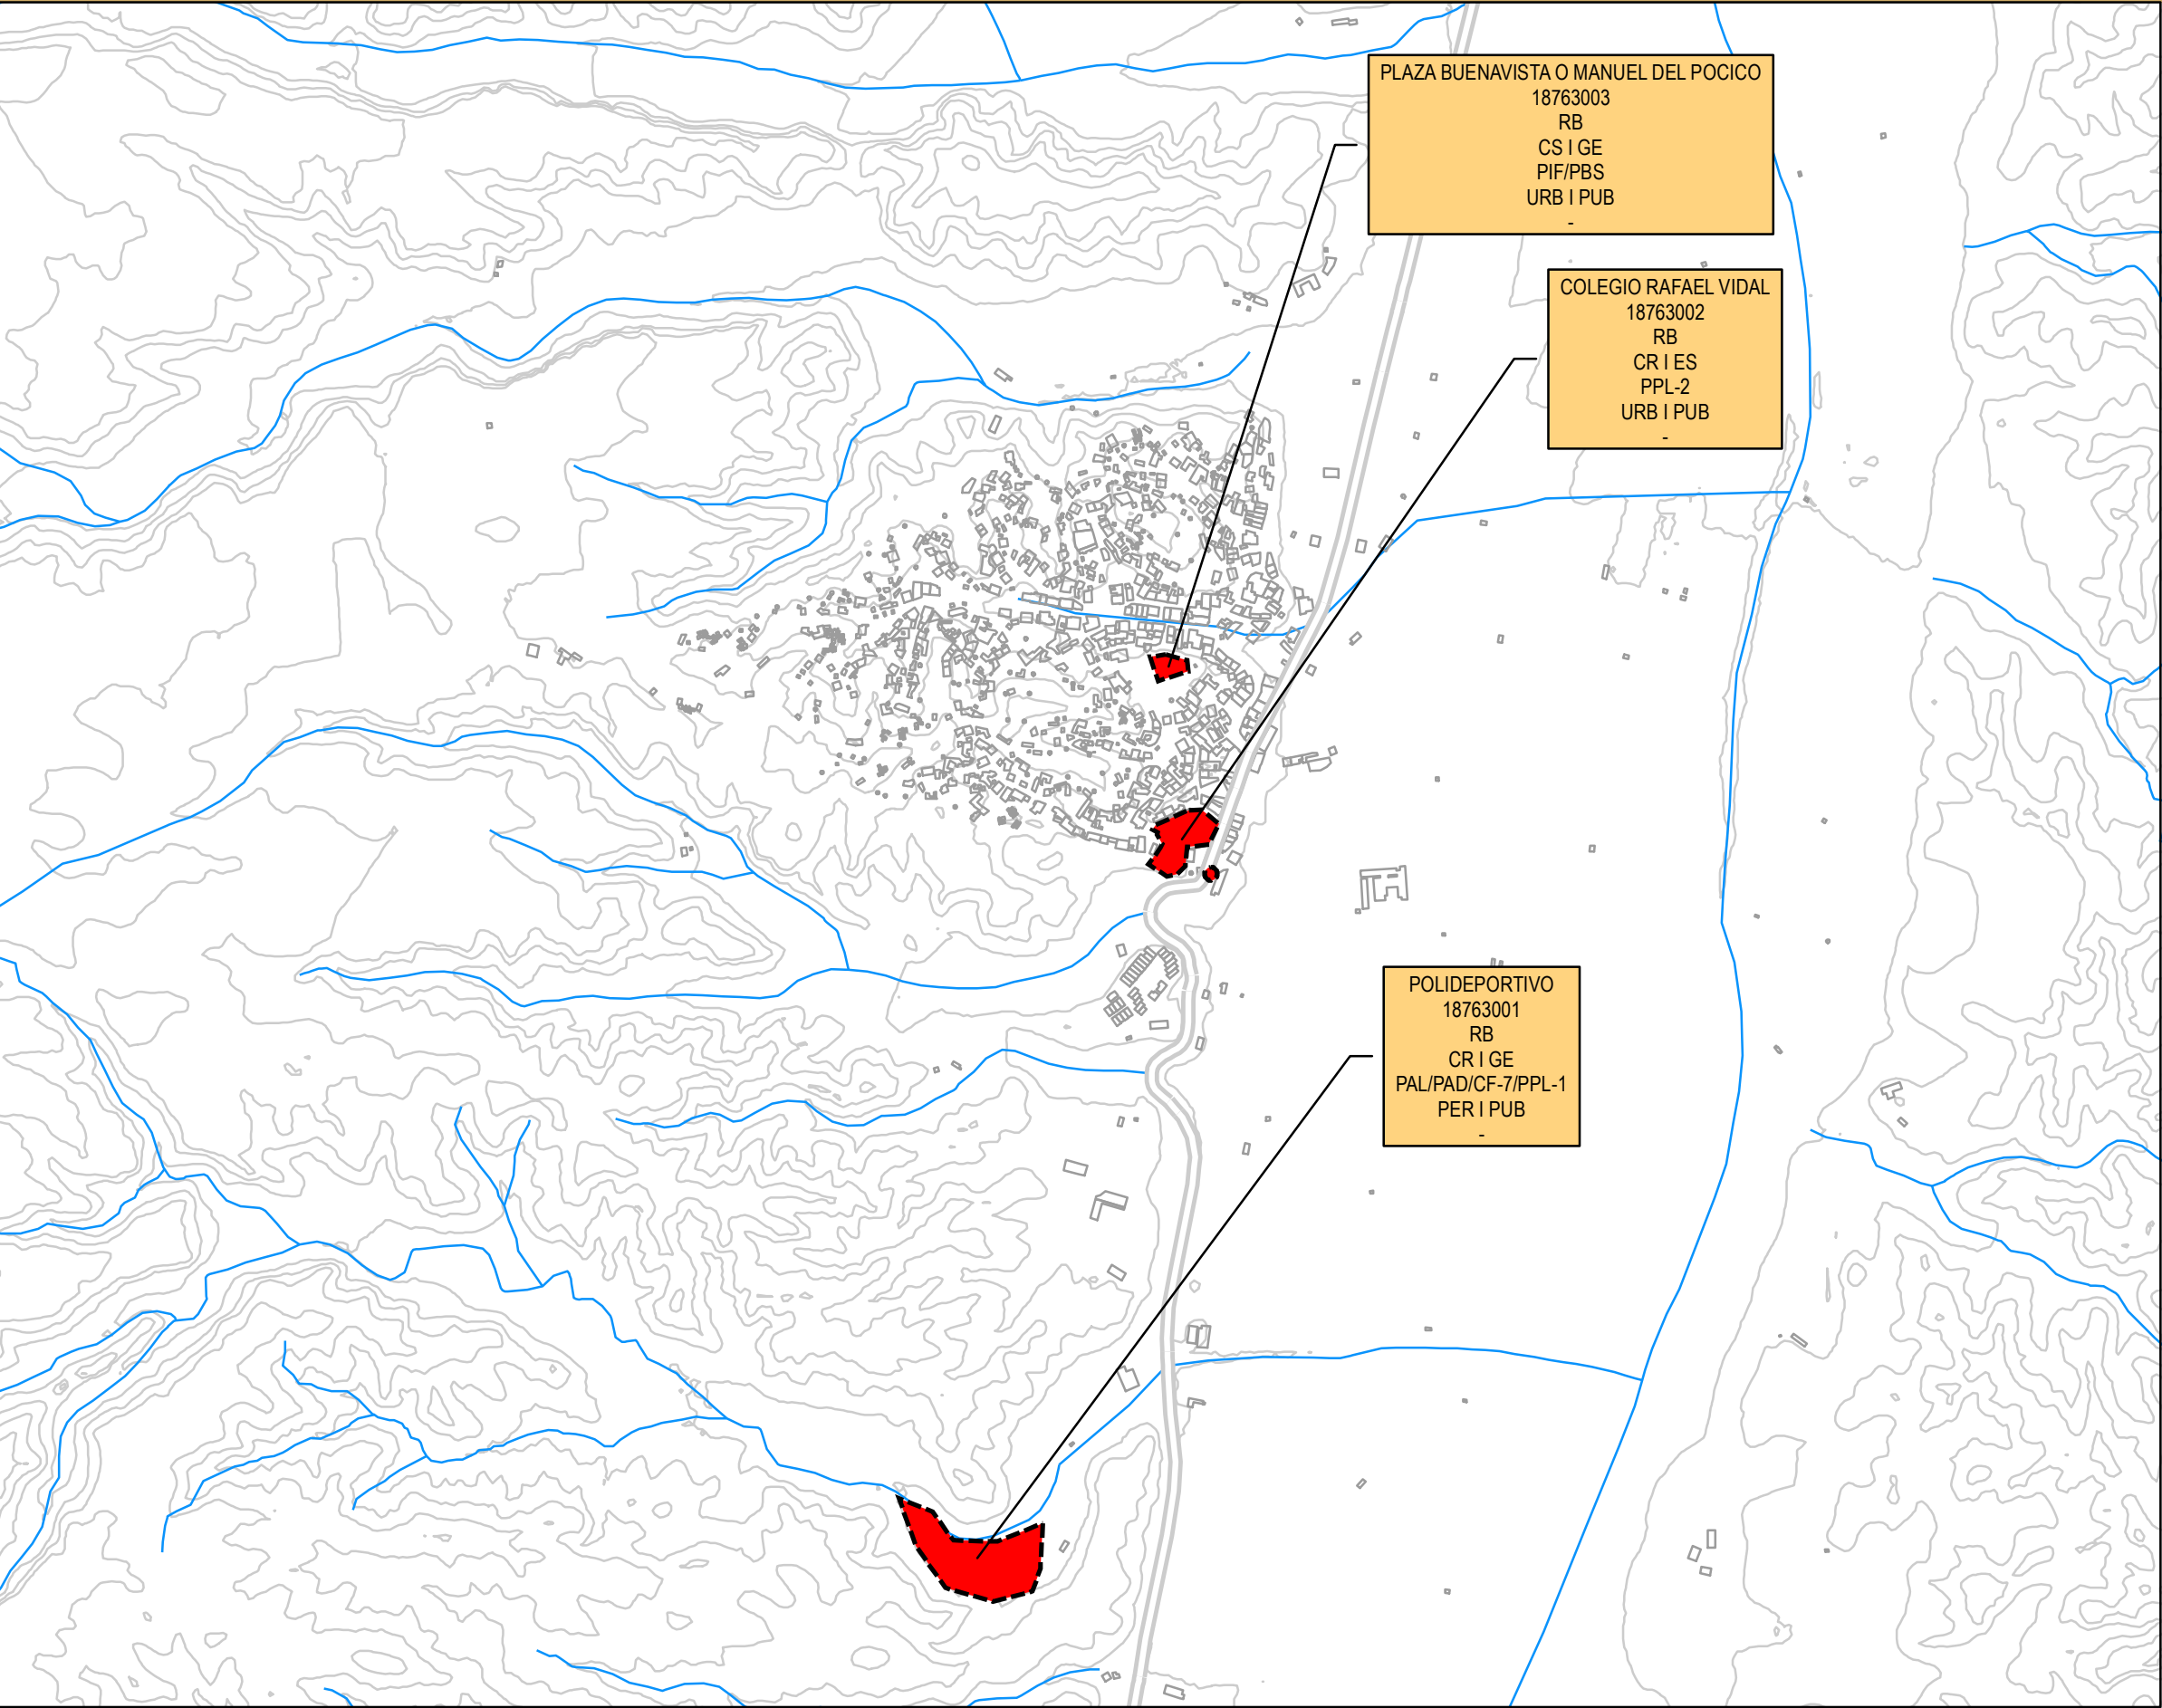 PLAZA BUENAVISTA O MANUEL DEL POCICO
18763003
RB
CS I GE
PIF/PBS
URB I PUB
-
COLEGIO RAFAEL VIDAL
18763002
RB
CR I ES
PPL-2
URB I PUB
-
POLIDEPORTIVO
18763001
RB
CR I GE
PAL/PAD/CF-7/PPL-1
PER I PUB
-